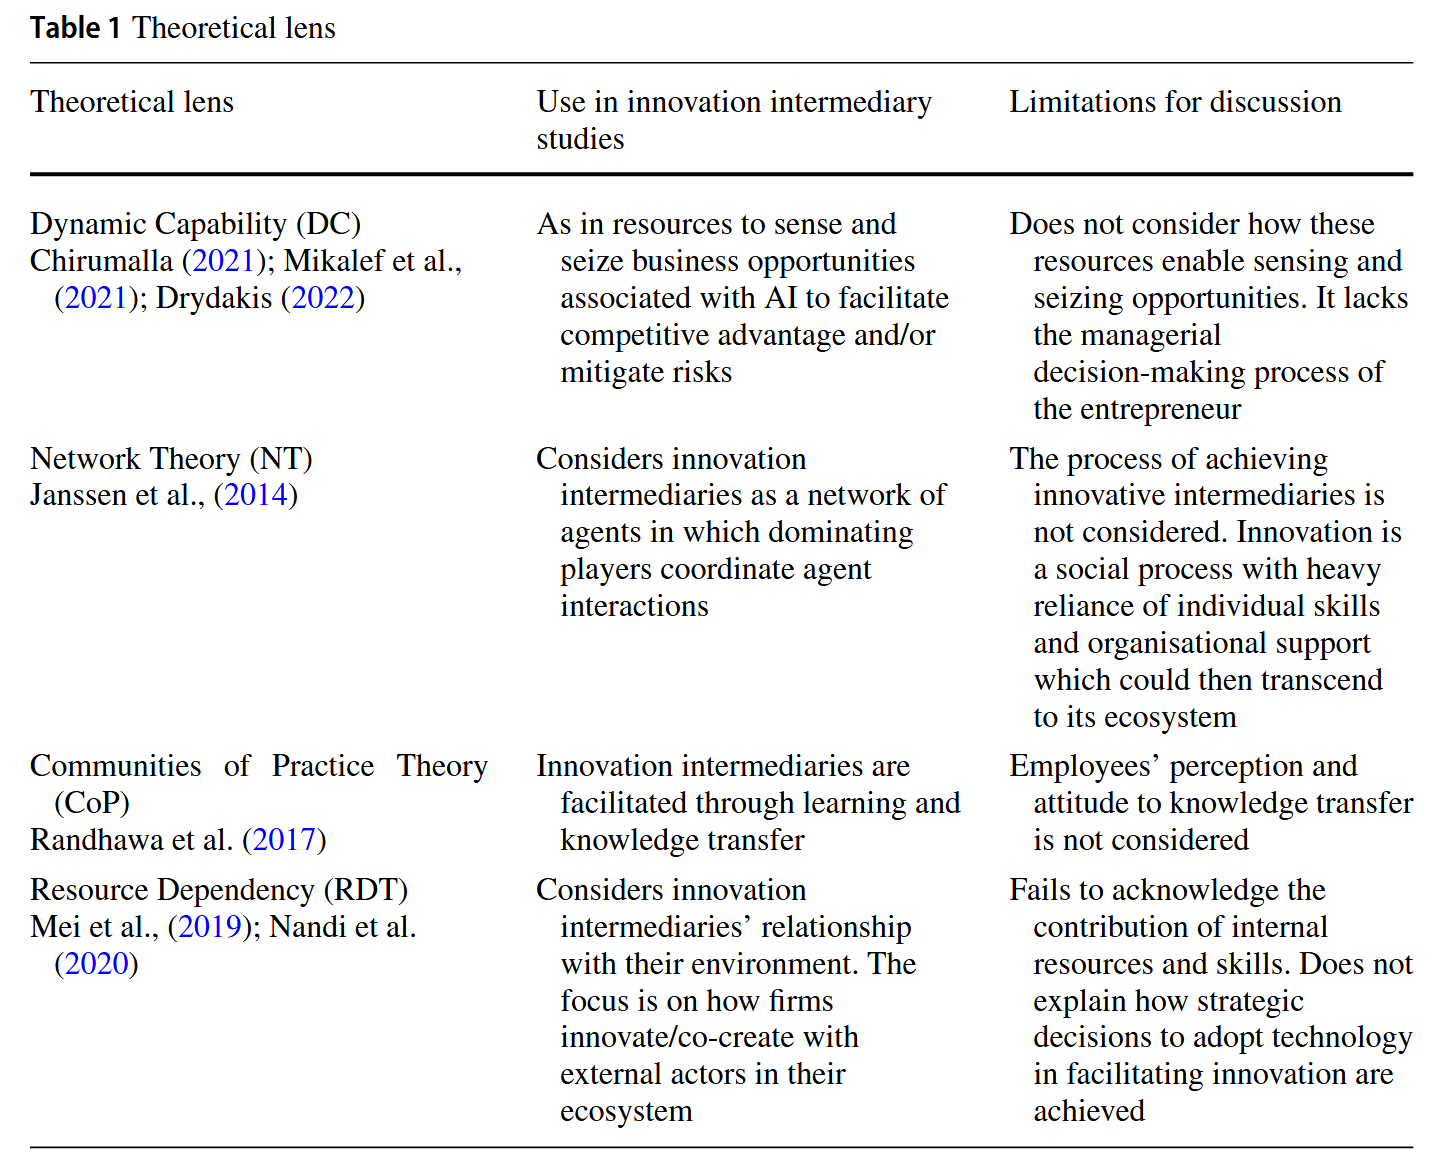 Table 1 Theoretical lens
Theoretical lens
Use in innovation intermediary
studies
Limitations for discussion
Dynamic Capability (DC)
Chirumalla (2021); Mikalef et al.,
(2021); Drydakis (2022)
As in resources to sense and
seize business opportunities
associated with AI to facilitate
competitive advantage and/or
mitigate risks
Does not consider how these
resources enable sensing and
seizing opportunities. It lacks
the managerial
decision-making process of
the entrepreneur
Network Theory (NT)
Janssen et al., (2014)
Considers innovation
intermediaries as a network of
agents in which dominating
players coordinate agent
interactions
The process of achieving
innovative intermediaries is
not considered. Innovation is
a social process with heavy
reliance of individual skills
and organisational support
which could then transcend
to its ecosystem
Communities of Practice Theory
(CoP)
Randhawa et al. (2017)
Innovation intermediaries are
facilitated through learning and
knowledge transfer
Employees’ perception and
attitude to knowledge transfer
is not considered
Resource Dependency (RDT)
Mei et al., (2019); Nandi et al.
(2020)
Considers innovation
intermediaries’ relationship
with their environment. The
focus is on how firms
innovate/co-create with
external actors in their
ecosystem
Fails to acknowledge the
contribution of internal
resources and skills. Does not
explain how strategic
decisions to adopt technology
in facilitating innovation are
achieved